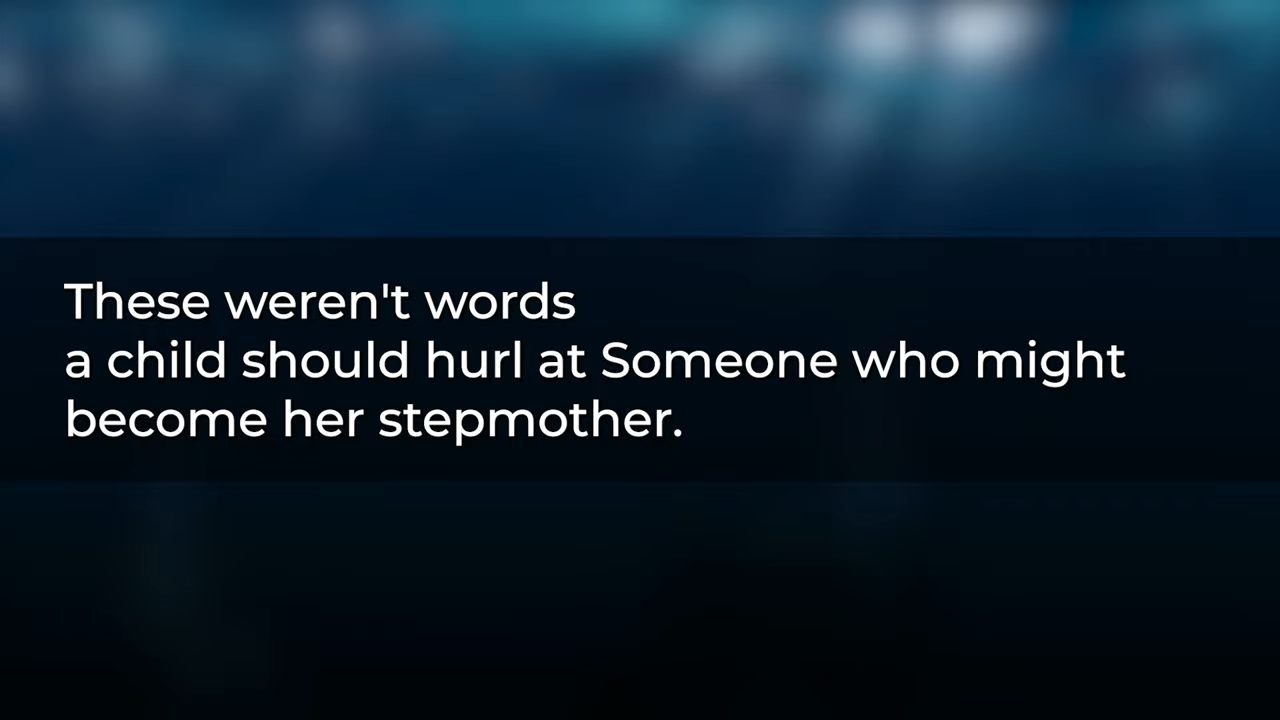 These weren't words
a child should hurl at Someone who might
become her stepmother.